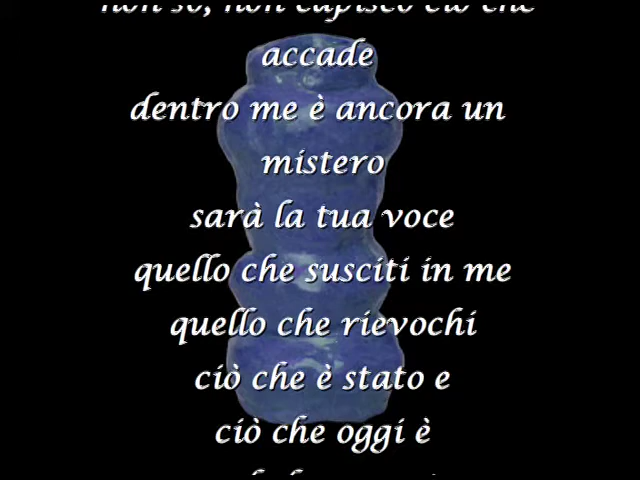 non so, non capisco ciò che
accade
dentro me è ancora un
mistero
sarà la tua voce
quello che susciti in me
quello che rievochi
ciò che è stato e
ciò che oggi è